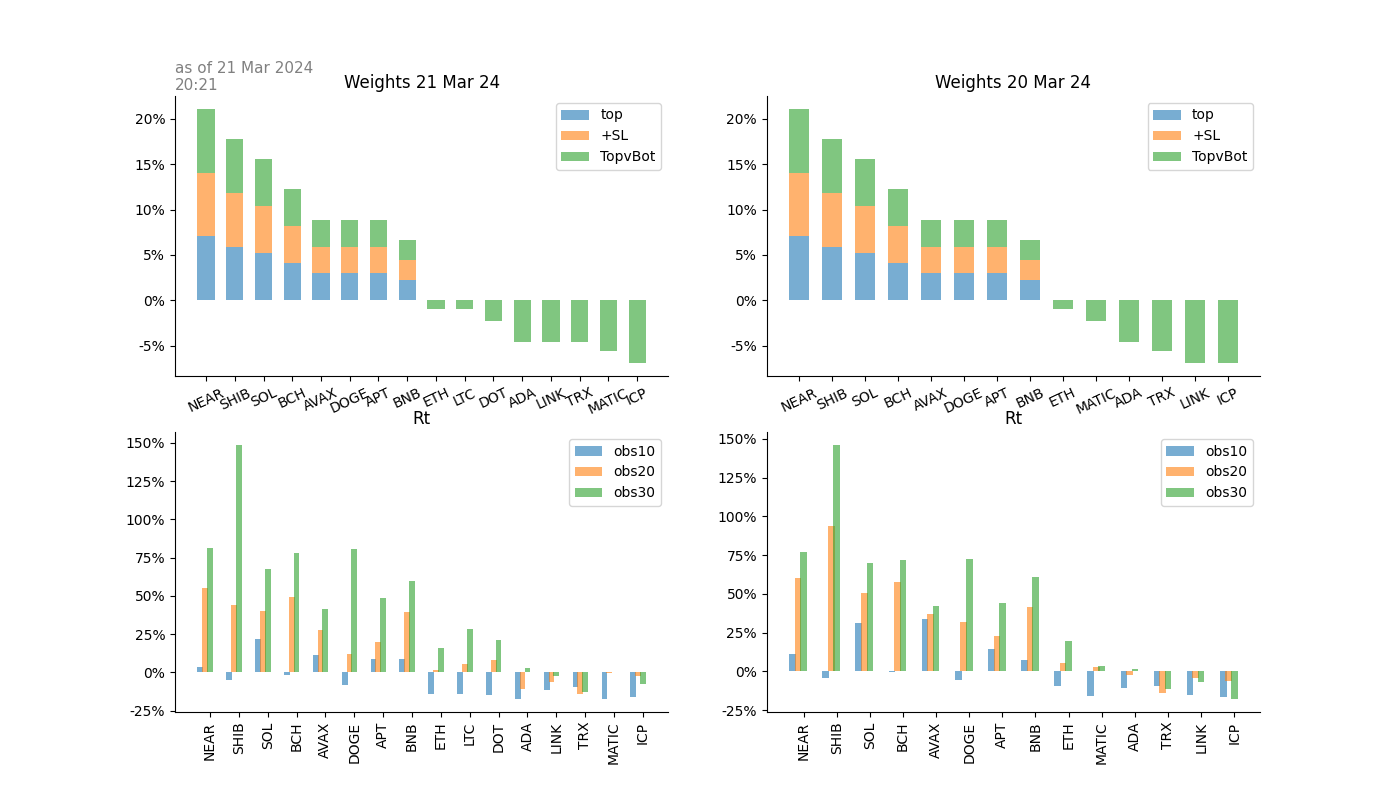 as of 21 Mar 2024
20:21
Weights 21 Mar 24
20%
15%
10%
5%
0%
-5%
top
+SL
TopvBot
NEAR SHIB SOL BCH AVAX DOGE APT BNB ETH LTC DOT ADA LINK TRX MATIC ICP
Weights 20 Mar 24
20%
15%
10%
5%
0%
-5%
top
+SL
TopvBot
NEAR SHIB SOL BCH AVAX DOGE APT BNB ETH MATIC ADA TRX LINK ICP
Rt
150%
125%
100%
75%
50%
25%
0%
-25%
obs10
obs20
obs30
NEAR SHIB SOL BCH AVAX DOGE APT BNB ETH LTC DOT ADA LINK TRX MATIC ICP
Rt
150%
125%
100%
75%
50%
25%
0%
-25%
obs10
obs20
obs30
NEAR SHIB SOL BCH AVAX DOGE APT BNB ETH MATIC ADA TRX LINK ICP